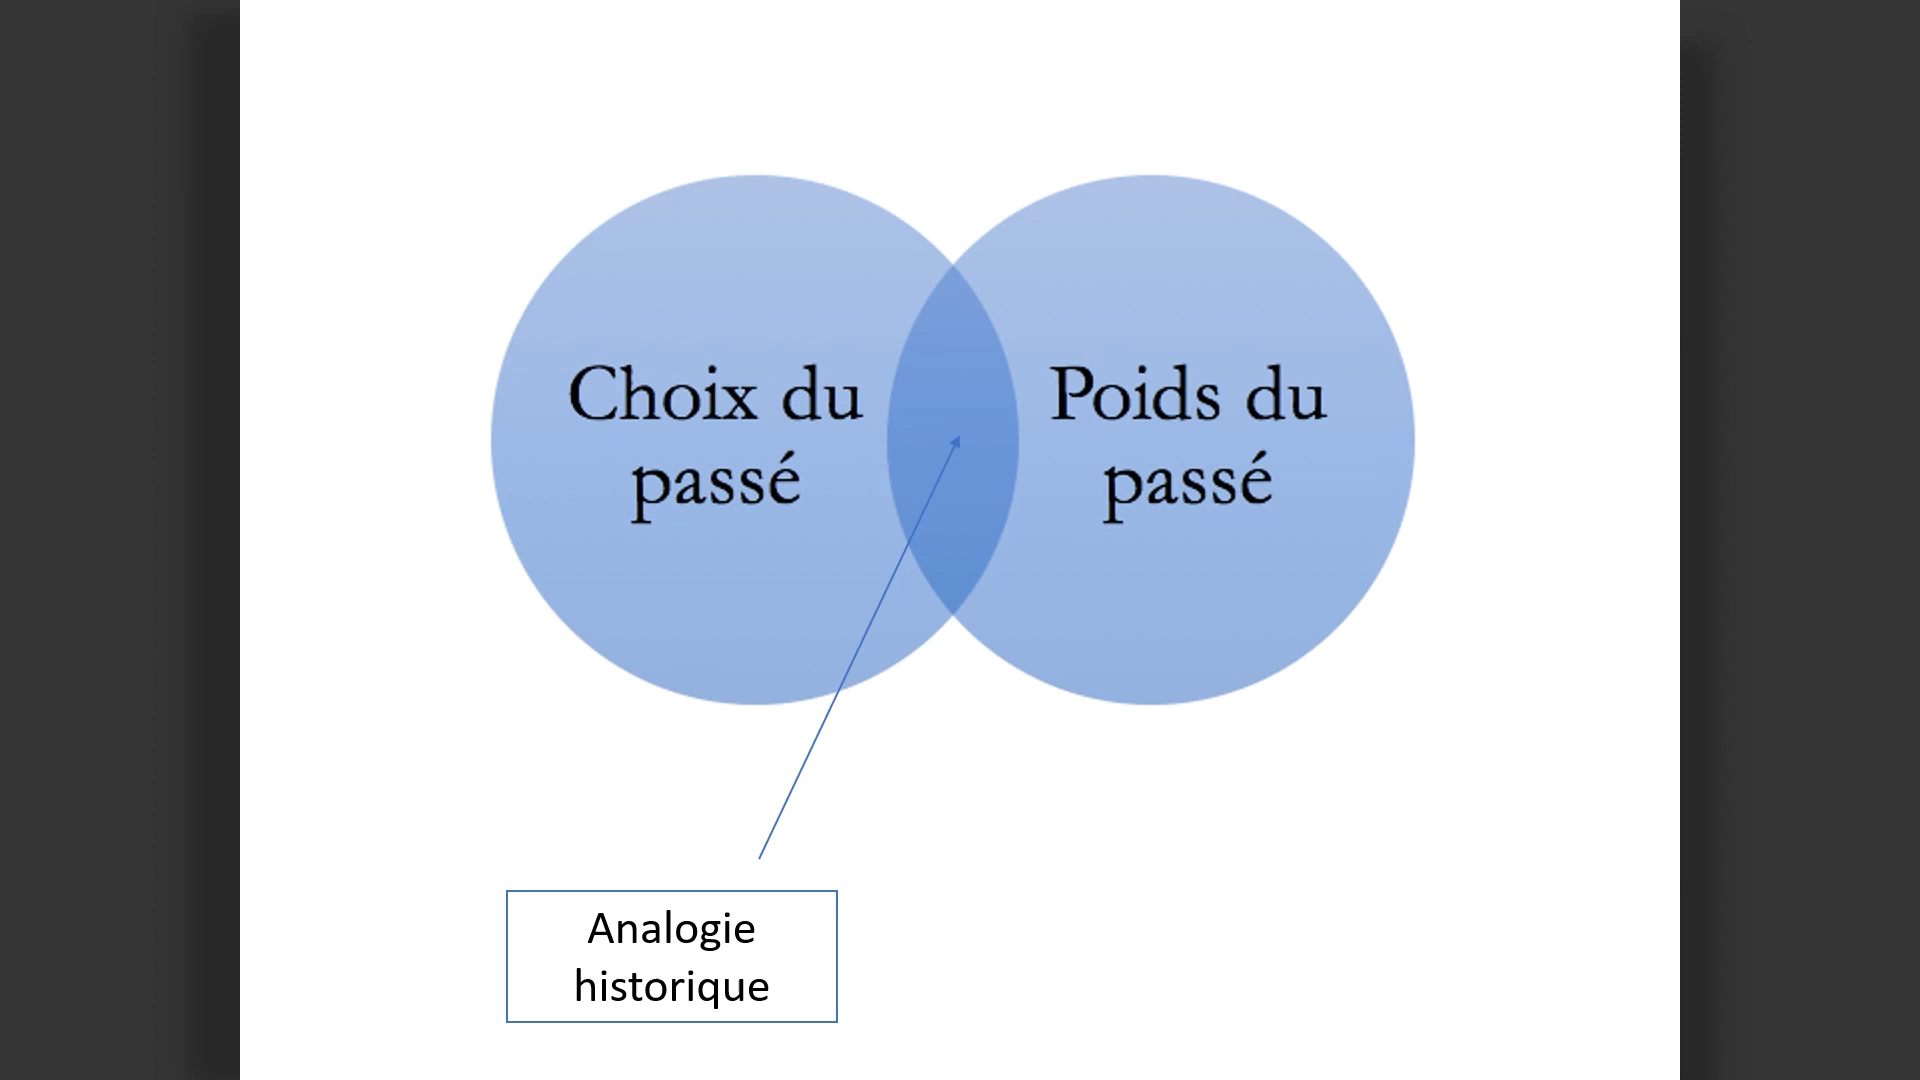 Choix du
passé
Poids du
passé
Analogie
historique